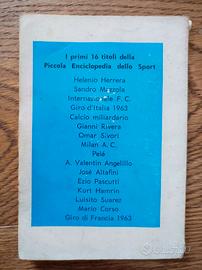 I primi 16 titoli della
Piccola Enciclopedia dello Sport
Helenio Herrera
Sandro Mazzola
Internazionale F. C.
Giro d'Italia 1963
Calcio miliardario
Gianni Rivera
Omar Sivori
Milan A. C.
Pelé
A. Valentin Angelillo
José Altafini
Ezio Pascutti
Kurt Hamrin
Luisito Suarez
Mario Corso
Giro di Francia 1963
subito